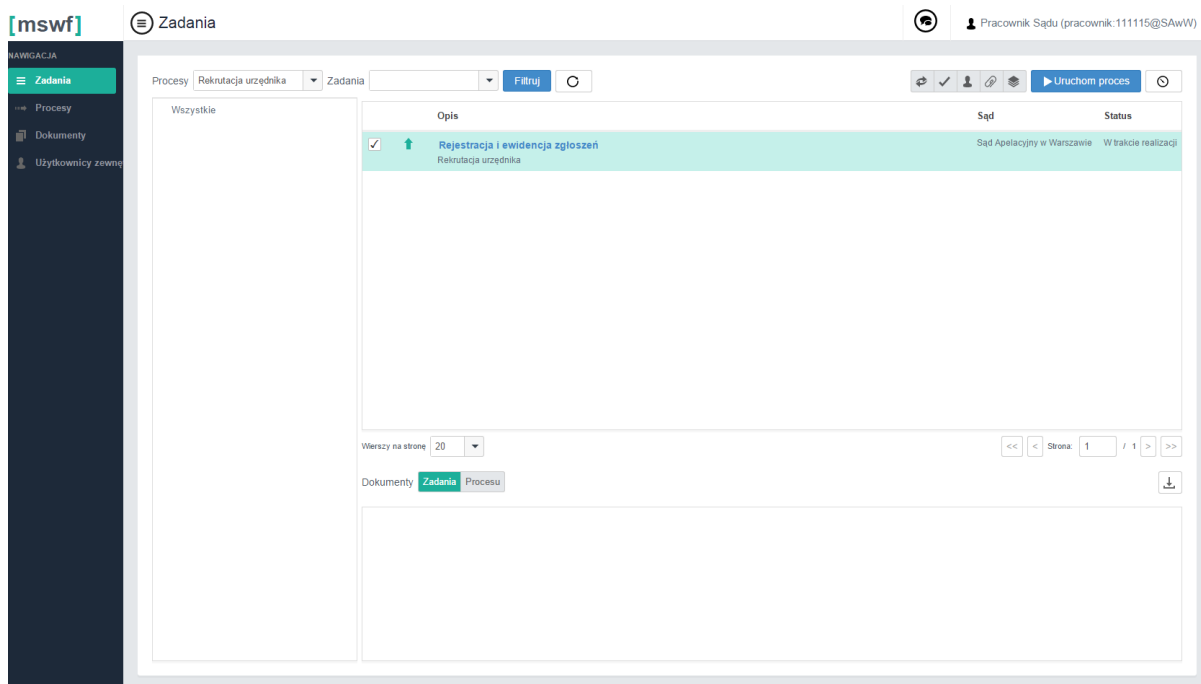 [mswf]
Zadania
Pracownik Sądu (pracownik:111115@SAwW)
NAWIGACJA
Zadania
Procesy
Dokumenty
Użytkownicy zewnę
Procesy Rekrutacja urzędnika Zadania Filtruj Uruchom proces
Wszystkie
Opis Sąd Status
Rejestracja i ewidencja zgłoszeń Sąd Apelacyjny w Warszawie W trakcie realizacji
Rekrutacja urzędnika
Wierszy na stronę 20 << < Strona: 1 / 1 > >>
Dokumenty Zadania Procesu